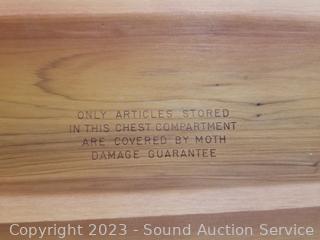 ONLY ARTICLES STORED
IN THIS CHEST COMPARTMENT
ARE COVERED BY MOTH
DAMAGE GUARANTEE
Copyright 2023 - Sound Auction Service